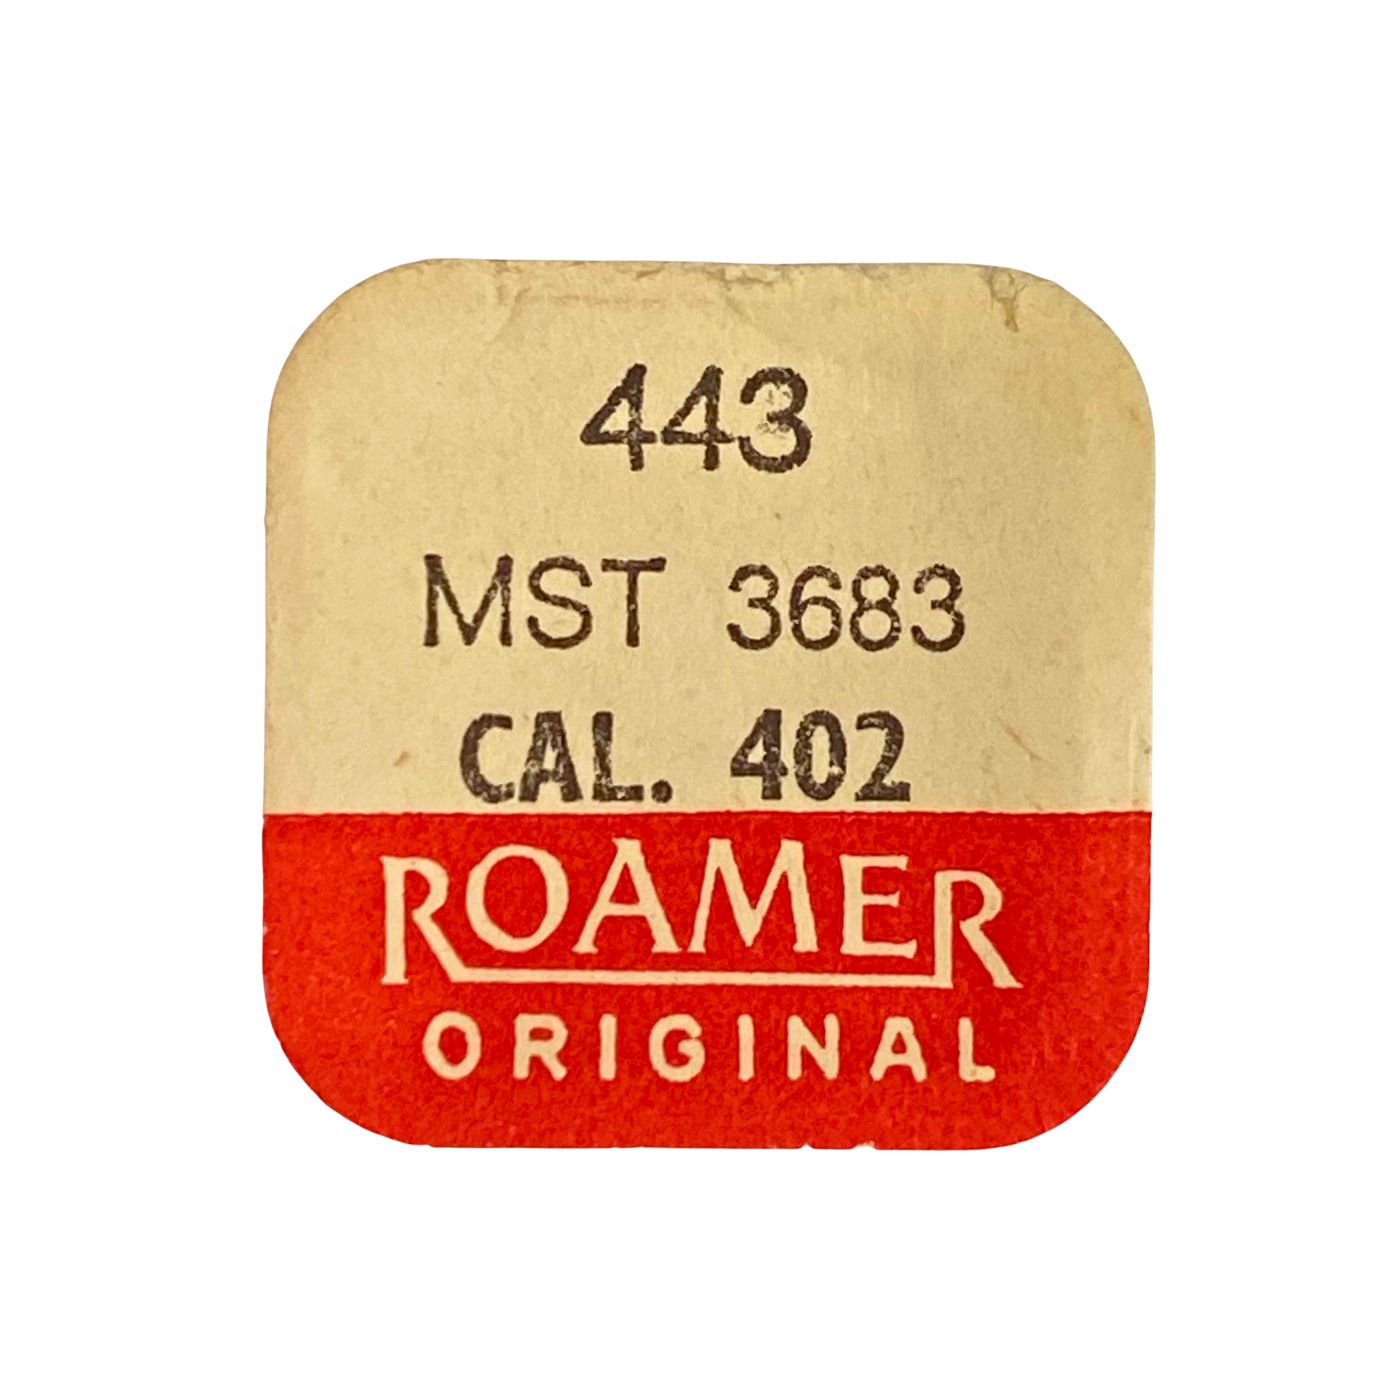 443
MST 3683
CAL. 402
ROAMER
ORIGINAL